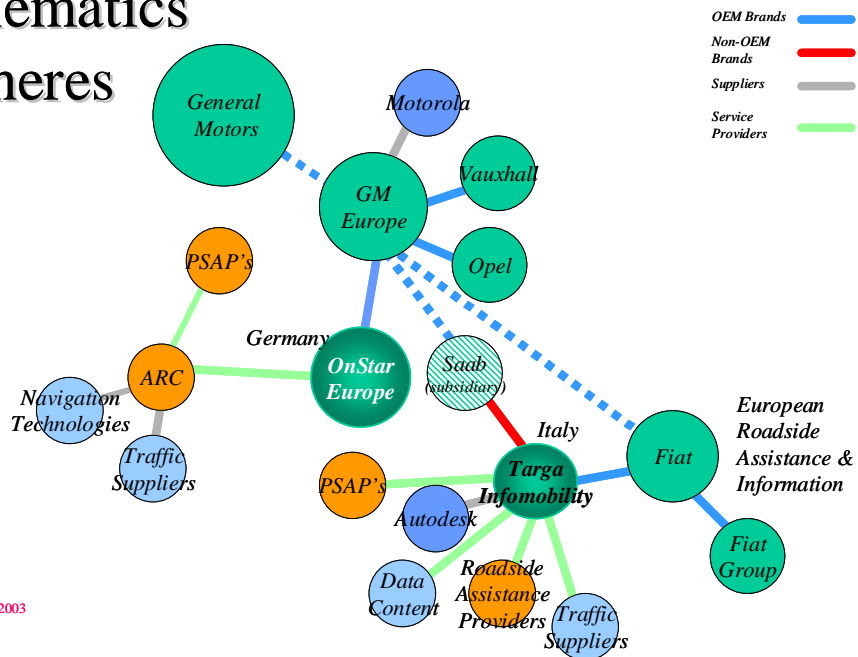 ematics
heres
OEM Brands
Non-OEM
Brands
Suppliers
Service
Providers
General
Motors
Motorola
GM
Europe
Vauxhall
Opel
PSAP's
Germany
OnStar
Europe
Saab
(subsidiary)
ARC
Navigation
Technologies
Traffic
Suppliers
Italy
Targa
Infomobility
Fiat
European
Roadside
Assistance &
Information
PSAP's
Autodesk
Fiat
Group
Data
Content
Roadside
Assistance
Providers
Traffic
Suppliers
2003